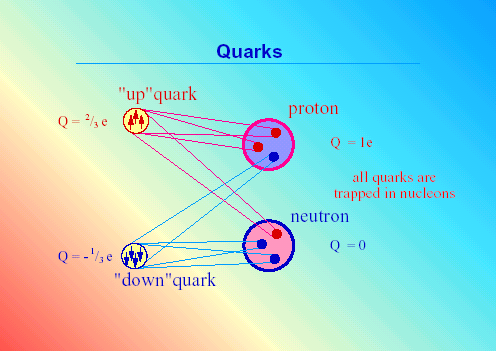 Quarks
"up"quark
Q = 2/3 e
proton
Q = 1e
all quarks are
trapped in nucleons
neutron
Q = 0
Q = -1/3 e
"down"quark